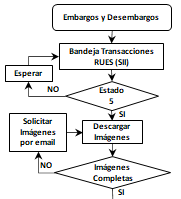 Embargos y Desembargos
Bandeja Transacciones
RUES (SII)
Esperar
Estado
5
NO
SI
Solicitar
Imágenes
por email
Descargar
Imágenes
NO
Imágenes
Completas
SI